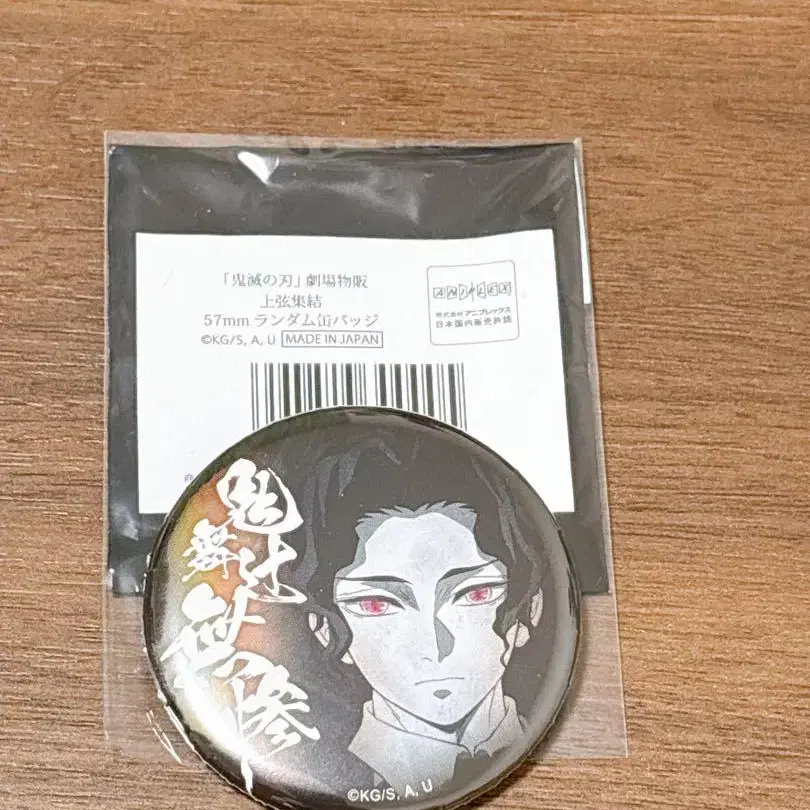 「鬼滅の刃」劇場物販
上弦集結
57mm ランダム缶バッジ
©KG/S, A, U MADE IN JAPAN
ANIPLEX
株式会社アニプレックス
日本国内販売許諾
鬼舞辻
無惨
©KG/S, A, U